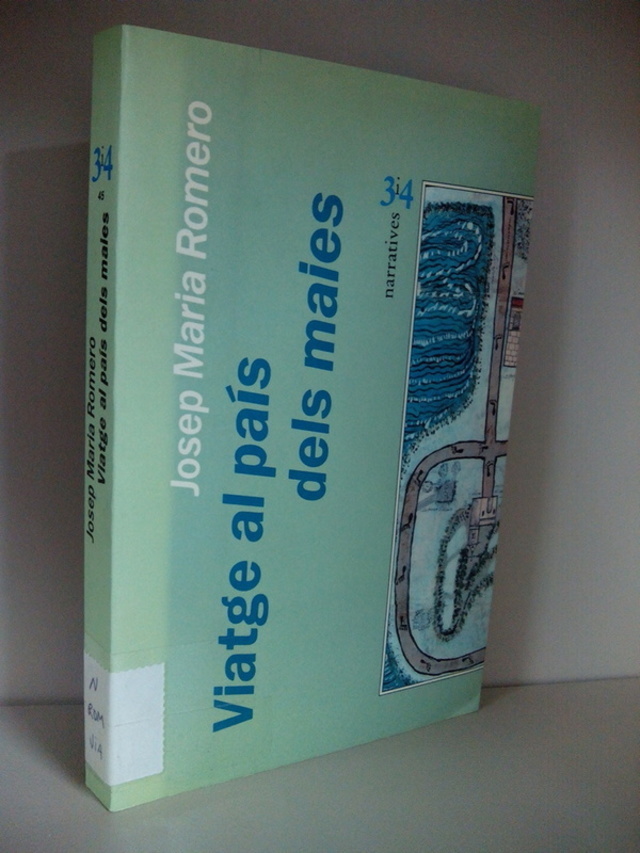 Josep Maria Romero
Viatge al país
dels maies
3i4
narratives
3i4
45
Josep Maria Romero
Viatge al país dels maies
N
ROM
Via